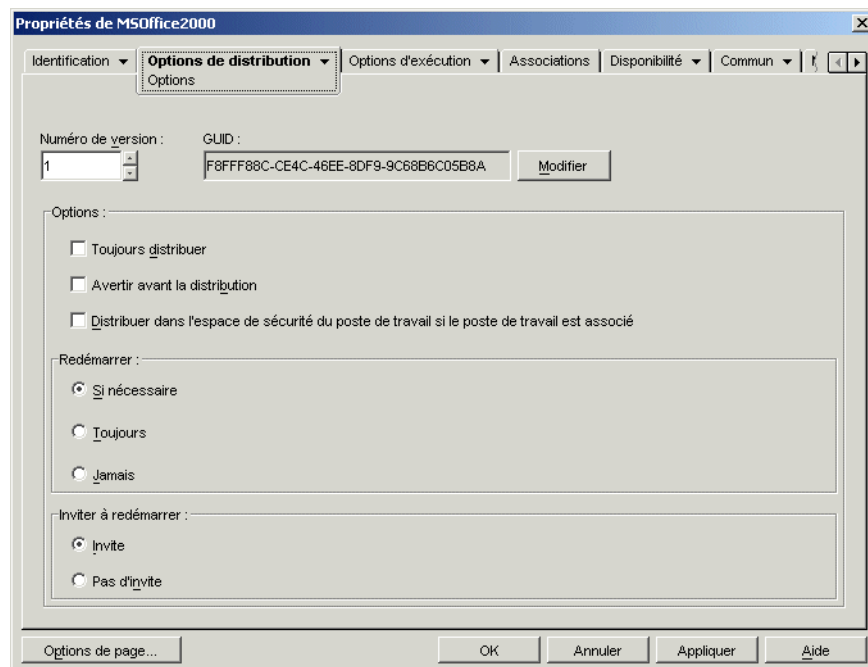 Propriétés de MSOffice2000
Identification Options de distribution Options d'exécution Associations Disponibilité Commun
Options
Numéro de version : GUID :
1 F8FFF88C-CE4C-46EE-8DF9-9C68B6C05B8A Modifier
Options :
Toujours distribuer
Avertir avant la distribution
Distribuer dans l'espace de sécurité du poste de travail si le poste de travail est associé
Redémarrer :
Si nécessaire
Toujours
Jamais
Inviter à redémarrer :
Invite
Pas d'invite
Options de page... OK Annuler Appliquer Aide